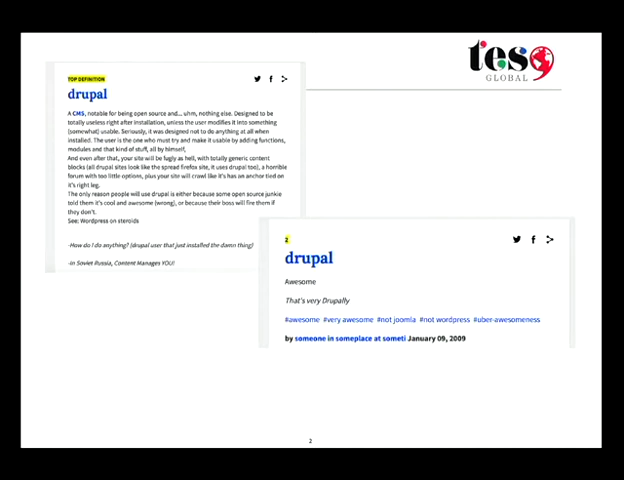 teso
GLOBAL
TOP DEFINITION
drupal
A CMS, notable for being open source and... uhm, nothing else. Designed to
be totally useless right after installation, unless the user modifies it into something
(somewhat) usable. Seriously, it was designed not to do anything at all when
installed. The user is the one who must try and make it usable by adding functions,
modules and that kind of stuff, all by himself,
And even after that, your site will be fugly as hell, with totally generic content
blocks (all drupal sites look like the spread firefox site, it uses drupal too), a horrible
forum with too little options, plus your site will crawl like it's has an anchor tied on
it's right leg.
The only reason people will use drupal is either because some open source junkie
told them it's cool and awesome (wrong), or because their boss will fire them if
they don't.
See: Wordpress on steroids
-How do I do anything? (drupal user that just installed the damn thing)
-In Soviet Russia, Content Manages YOU!
2
drupal
Awesome
That's very Drupally
#awesome #very awesome #not joomla #not wordpress #uber-awesomeness
by someone in someplace at someti January 09, 2009
2